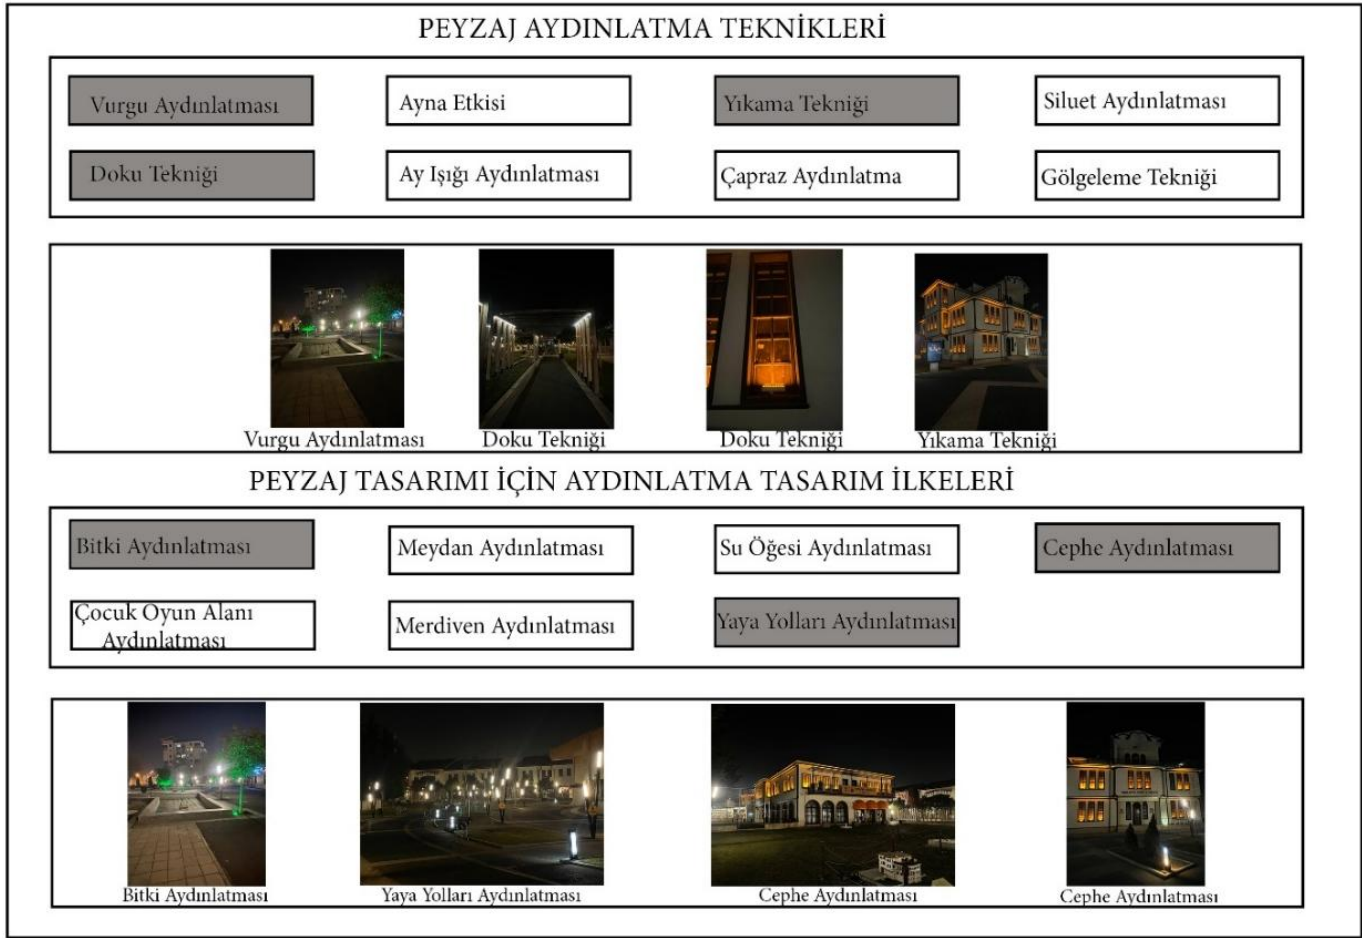 PEYZAJ AYDINLATMA TEKNİKLERİ
Vurgu Aydınlatması
Ayna Etkisi
Yıkama Tekniği
Siluet Aydınlatması
Doku Tekniği
Ay Işığı Aydınlatması
Çapraz Aydınlatma
Gölgeleme Tekniği
Vurgu Aydınlatması
Doku Tekniği
Doku Tekniği
Yıkama Tekniği
PEYZAJ TASARIMI İÇİN AYDINLATMA TASARIM İLKELERİ
Bitki Aydınlatması
Meydan Aydınlatması
Su Öğesi Aydınlatması
Cephe Aydınlatması
Çocuk Oyun Alanı
Aydınlatması
Merdiven Aydınlatması
Yaya Yolları Aydınlatması
Bitki Aydınlatması
Yaya Yolları Aydınlatması
Cephe Aydınlatması
Cephe Aydınlatması